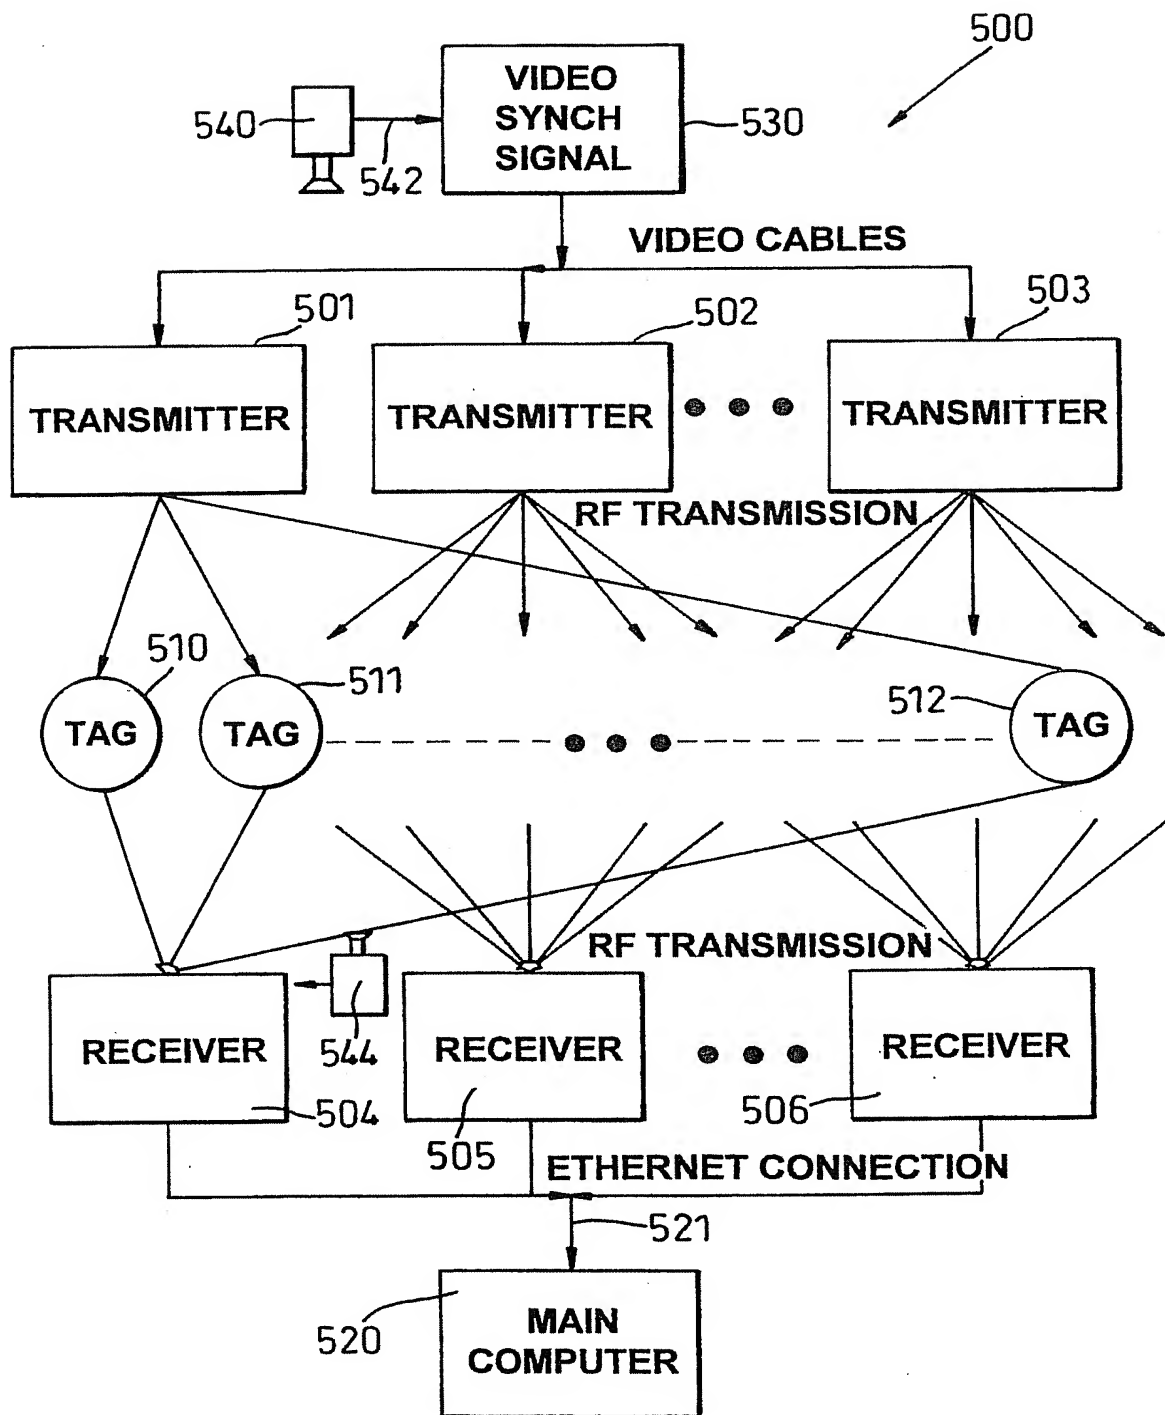 500
VIDEO
SYNCH
SIGNAL
540
542
530
VIDEO CABLES
501
502
503
TRANSMITTER
TRANSMITTER
TRANSMITTER
RF TRANSMISSION
510
511
512
TAG
TAG
TAG
RF TRANSMISSION
RECEIVER
544
RECEIVER
RECEIVER
504
505
506
ETHERNET CONNECTION
521
520
MAIN
COMPUTER